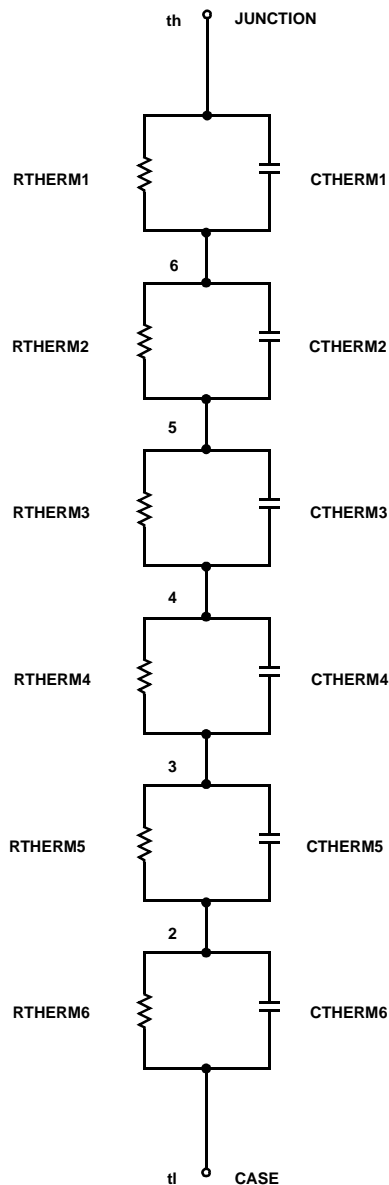 th JUNCTION
RTHERM1 CTHERM1
6
RTHERM2 CTHERM2
5
RTHERM3 CTHERM3
4
RTHERM4 CTHERM4
3
RTHERM5 CTHERM5
2
RTHERM6 CTHERM6
tl CASE